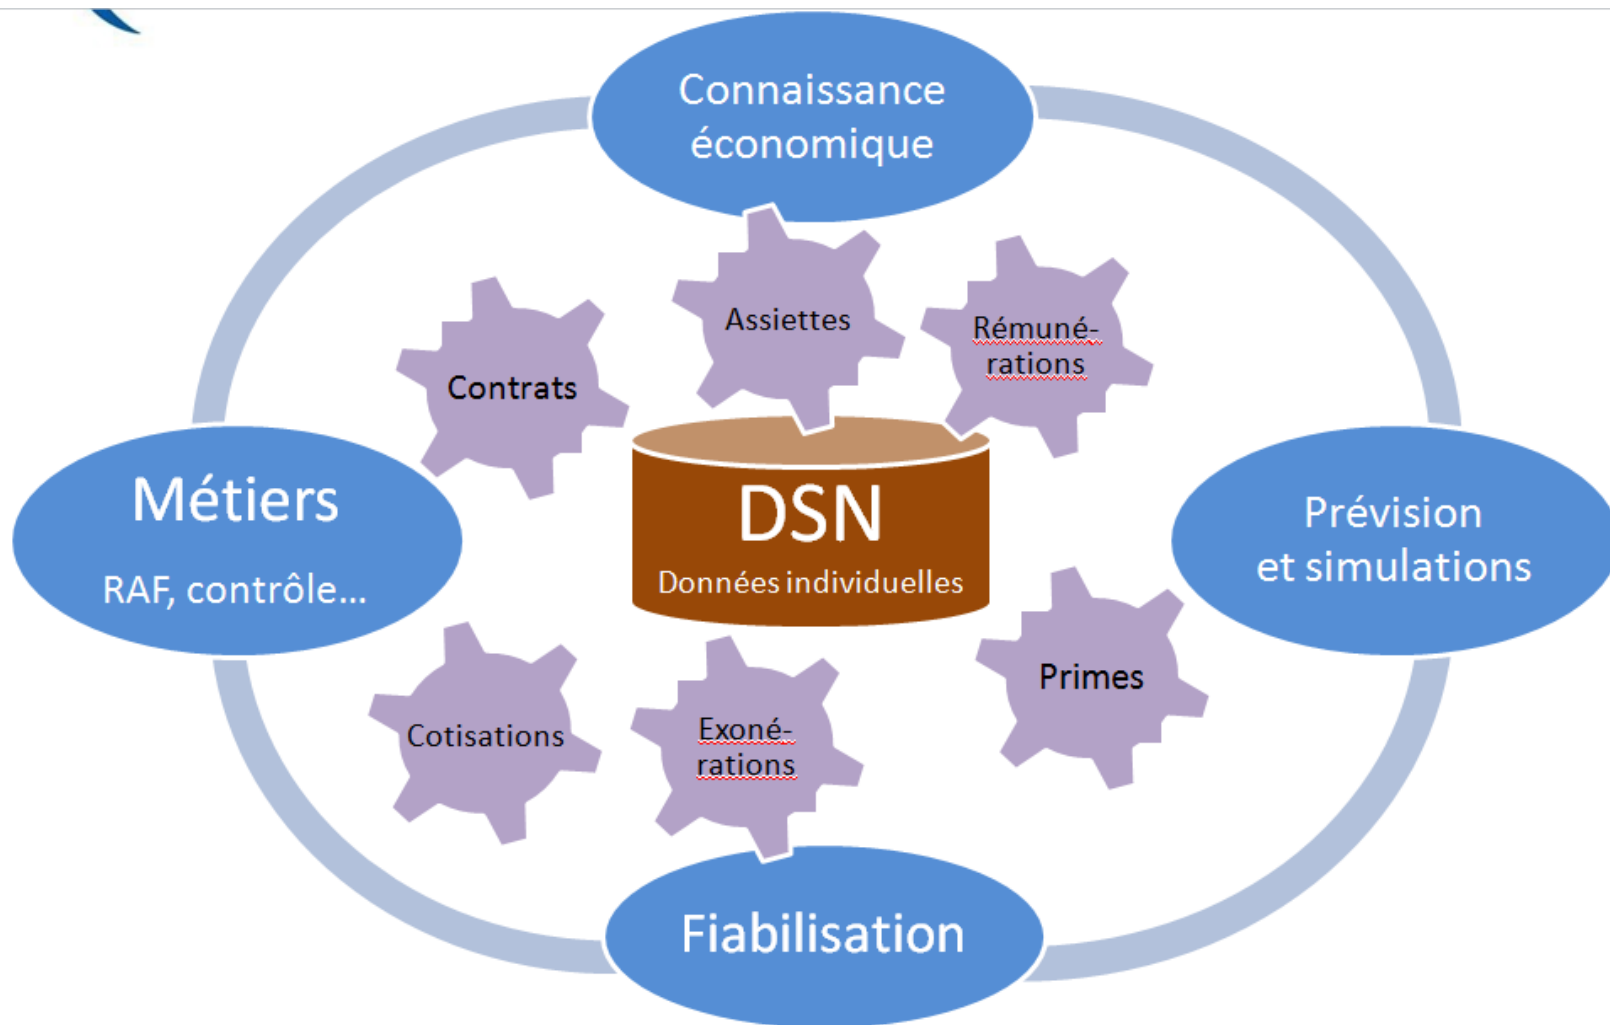 Connaissance
économique
Assiettes
Rémuné-
rations
Contrats
Métiers
RAF, contrôle...
DSN
Données individuelles
Prévision
et simulations
Primes
Cotisations
Exoné-
rations
Fiabilisation